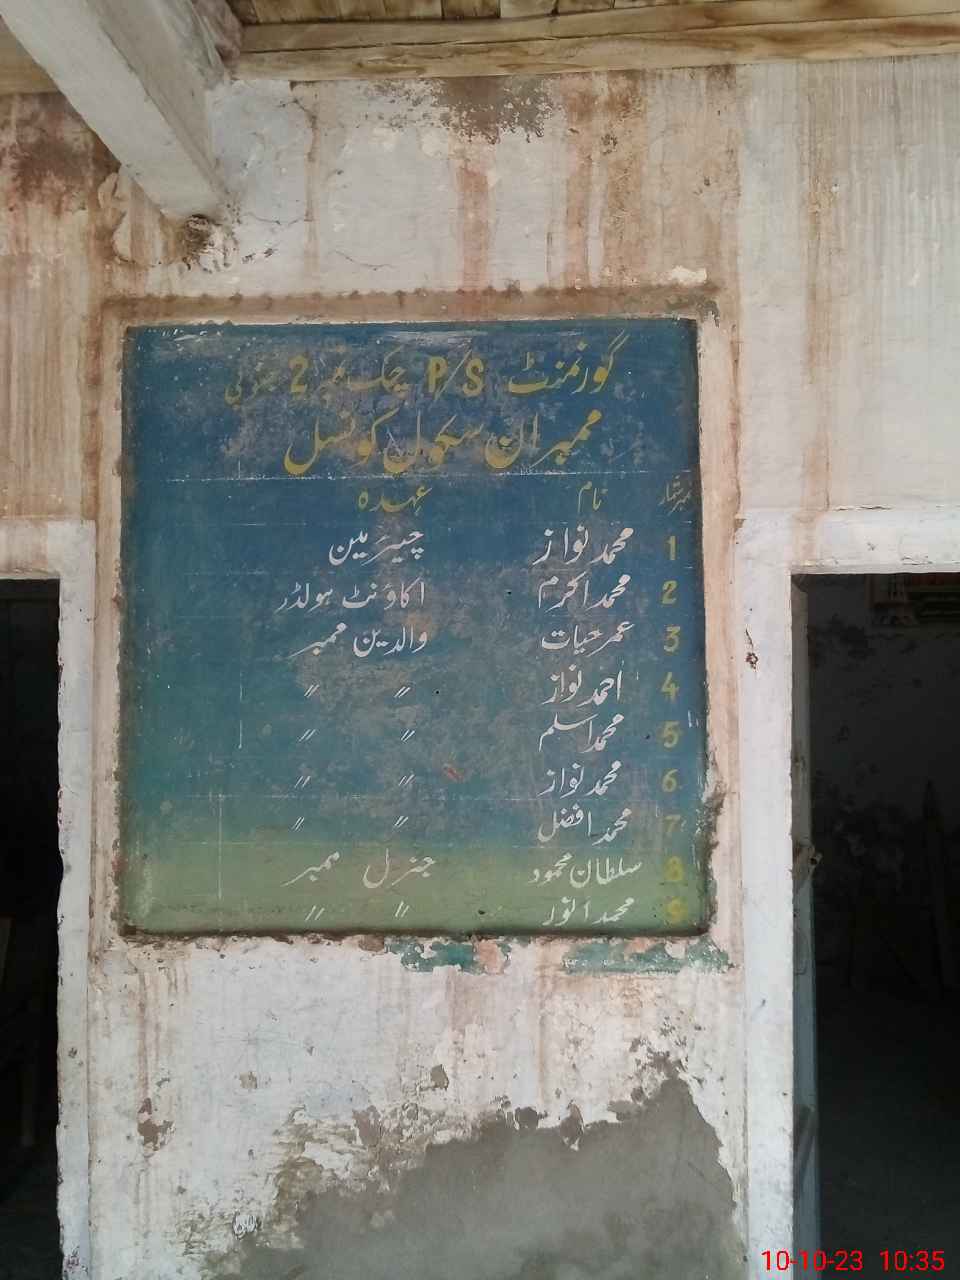 گورنمنٹ P/S چک نمبر 2 جنوبی
ممبران سکول کونسل
نمبر شمار نام عہدہ
1 محمد نواز چیئرمین
2 محمد اکرم اکاؤنٹ ہولڈر
3 عمر حیات والدین ممبر
4 احمد نواز 〃 〃
5 محمد اسلم 〃 〃
6 محمد نواز 〃 〃
7 محمد افضل 〃 〃
8 سلطان محمود جنرل ممبر
9 محمد انور 〃 〃
10-10-23 10:35